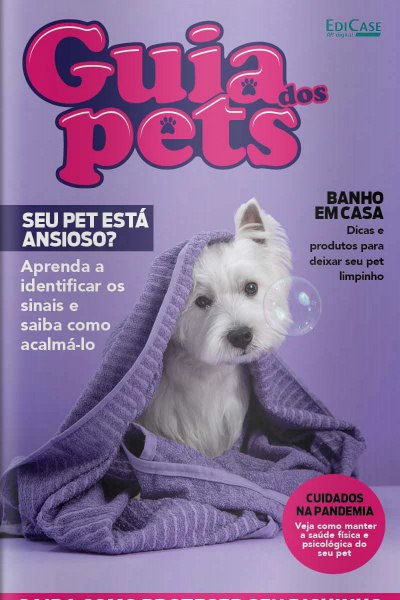 EDICASE
digital
Guia
dos
pets
SEU PET ESTÁ
ANSIOSO?
Aprenda a
identificar os
sinais e
saiba como
acalmá-lo
BANHO
EM CASA
Dicas e
produtos para
deixar seu pet
limpinho
CUIDADOS
NA PANDEMIA
Veja como manter
a saúde física e
psicológica do
seu pet